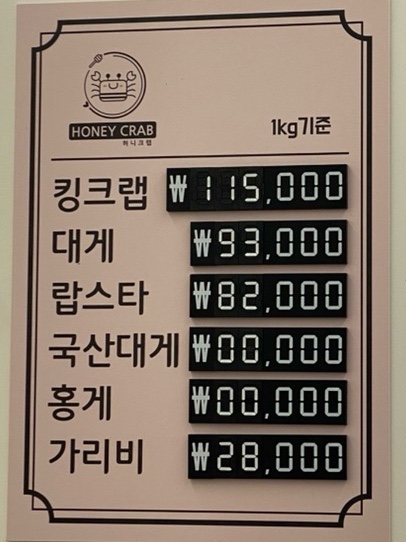 HONEY CRAB
허니크랩
1kg기준
킹크랩 ₩115,000
대게 ₩93,000
랍스타 ₩82,000
국산대게 ₩00,000
홍게 ₩00,000
가리비 ₩28,000